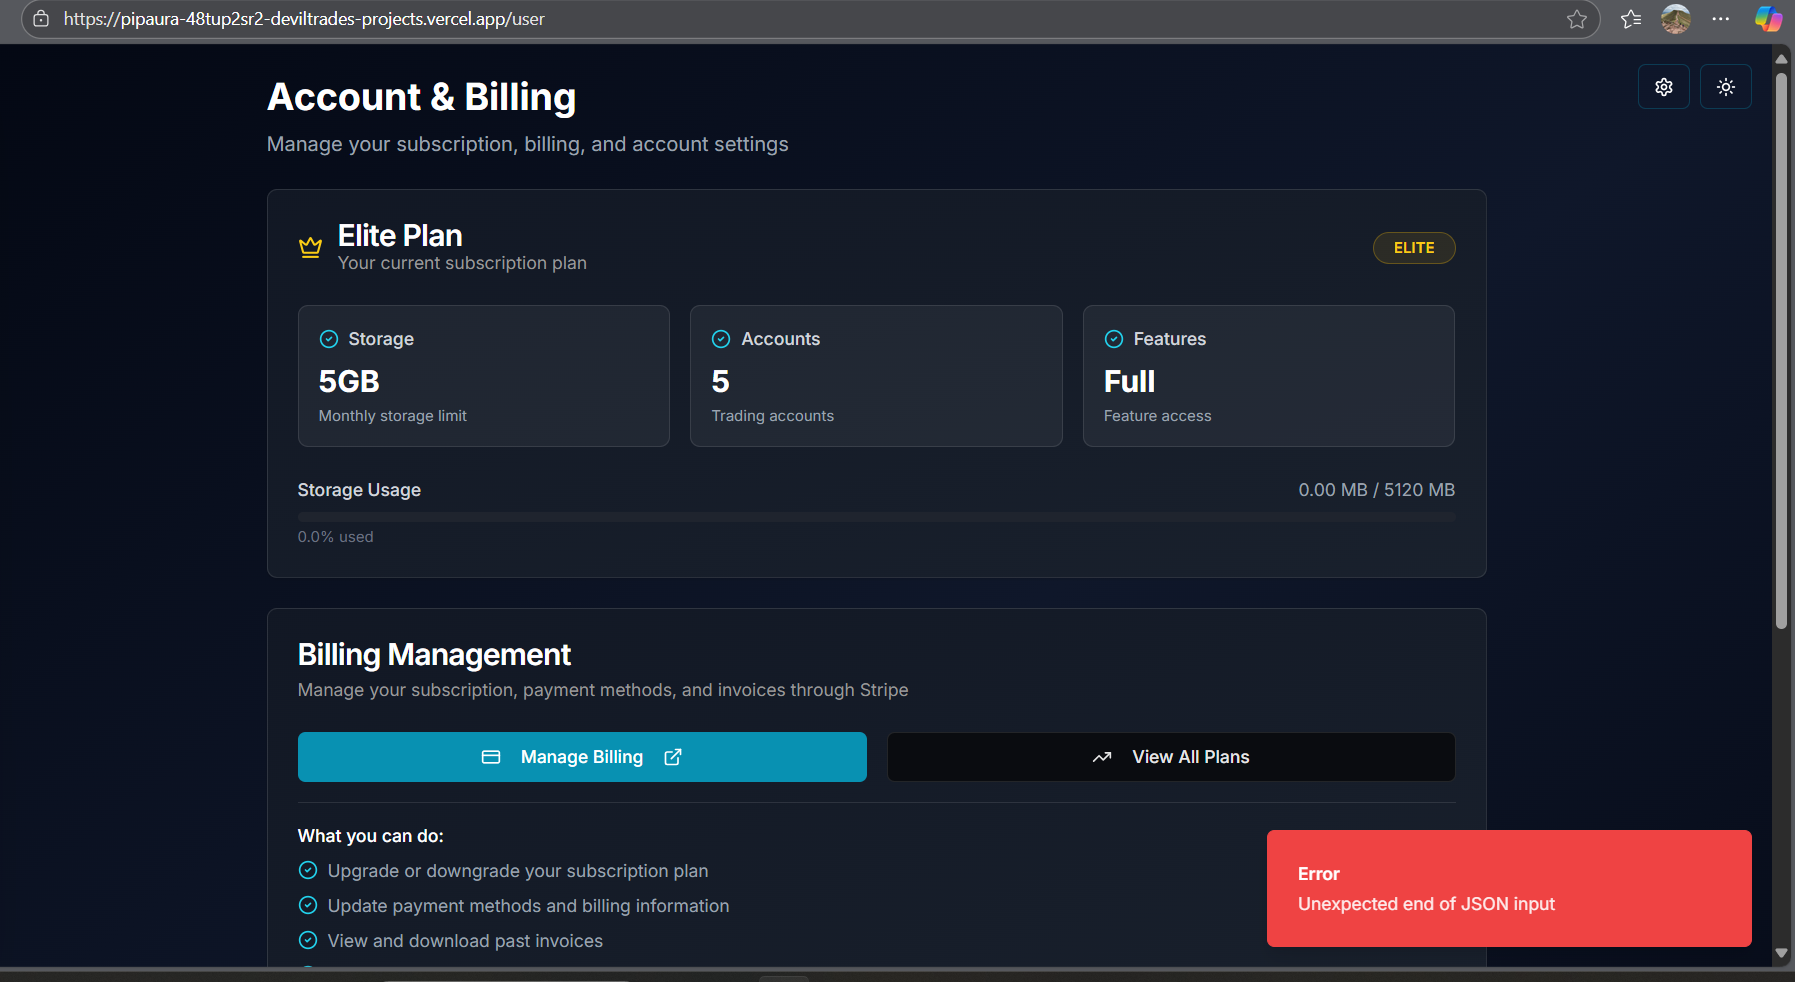 https://pipaura-48tup2sr2-deviltrades-projects.vercel.app/user
Account & Billing
Manage your subscription, billing, and account settings
Elite Plan
Your current subscription plan
ELITE
Storage
5GB
Monthly storage limit
Accounts
5
Trading accounts
Features
Full
Feature access
Storage Usage
0.00 MB / 5120 MB
0.0% used
Billing Management
Manage your subscription, payment methods, and invoices through Stripe
Manage Billing
View All Plans
What you can do:
Upgrade or downgrade your subscription plan
Update payment methods and billing information
View and download past invoices
Error
Unexpected end of JSON input